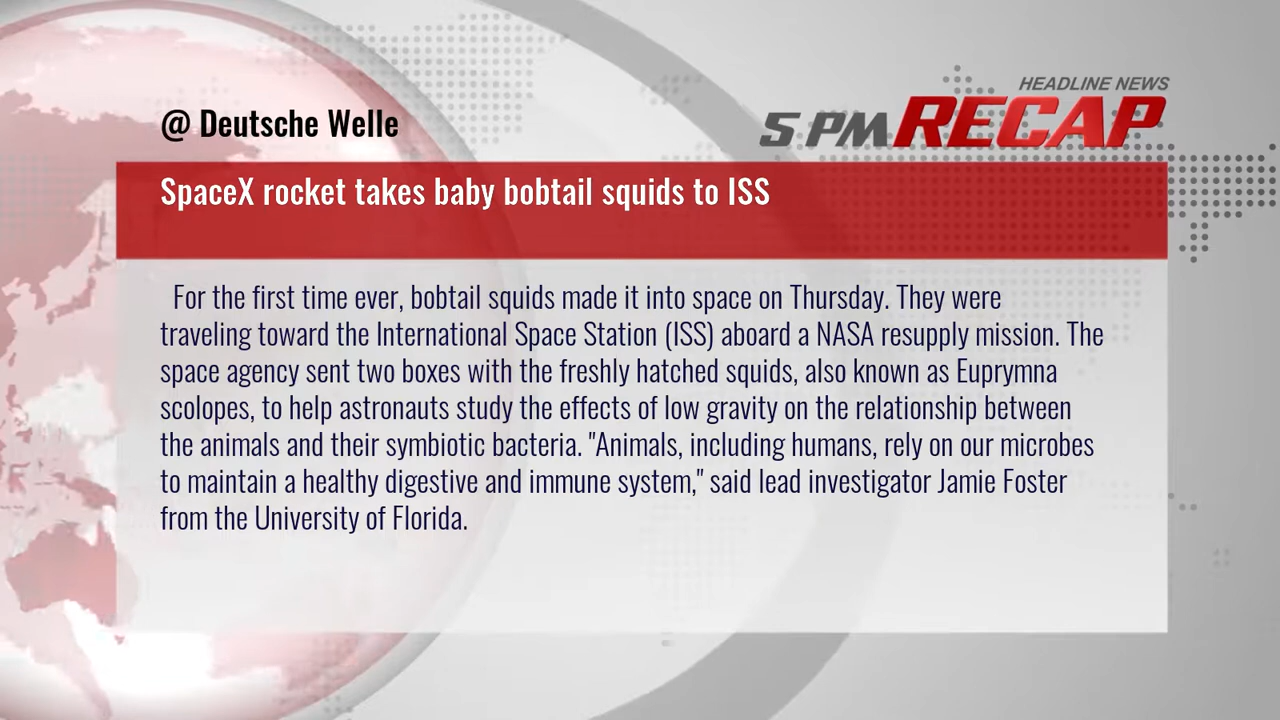 HEADLINE NEWS
@ Deutsche Welle
5 PM RECAP
SpaceX rocket takes baby bobtail squids to ISS
For the first time ever, bobtail squids made it into space on Thursday. They were
traveling toward the International Space Station (ISS) aboard a NASA resupply mission. The
space agency sent two boxes with the freshly hatched squids, also known as Euprymna
scolopes, to help astronauts study the effects of low gravity on the relationship between
the animals and their symbiotic bacteria. "Animals, including humans, rely on our microbes
to maintain a healthy digestive and immune system," said lead investigator Jamie Foster
from the University of Florida.